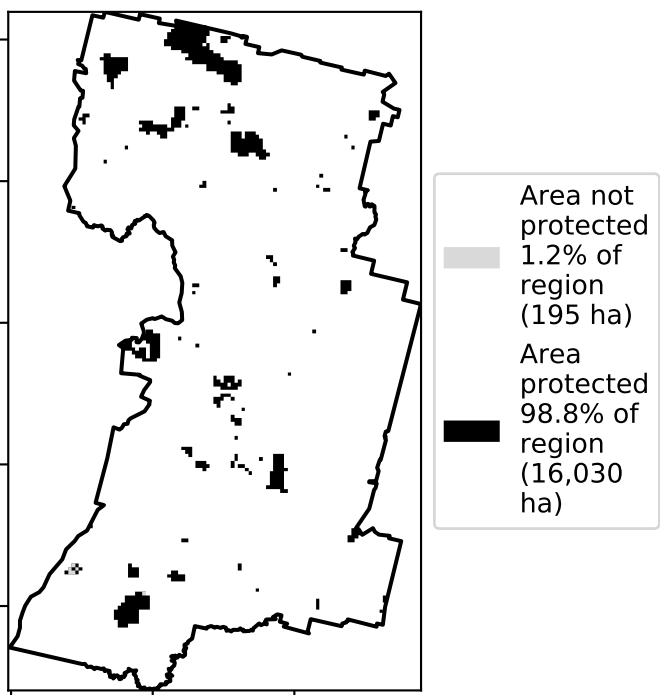 Area not
protected
1.2% of
region
(195 ha)
Area
protected
98.8% of
region
(16,030
ha)